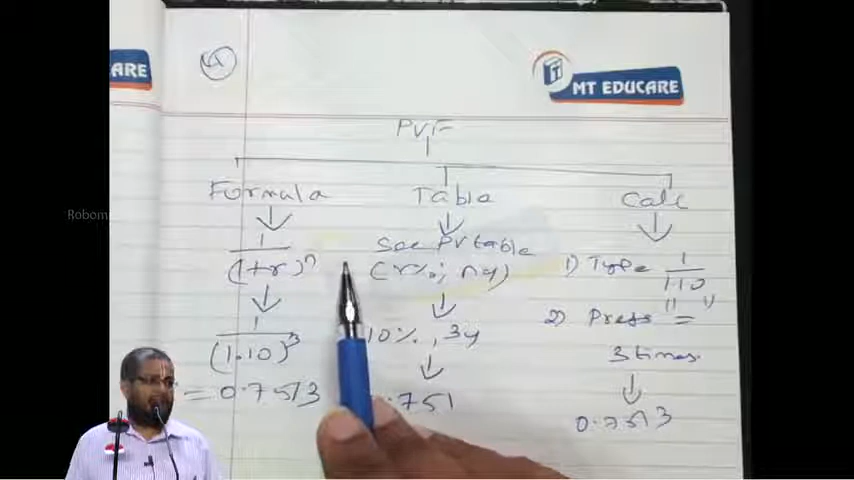 ARE
MT EDUCARE
PVF
Formula
Table
Calc
1
(1+r)^n
See PV table
(r%; ny)
1) Type 1
1.10
2) Press "="
3 times
1
(1.10)^3
10%, 3y
= 0.7513
.751
0.7513
Robom